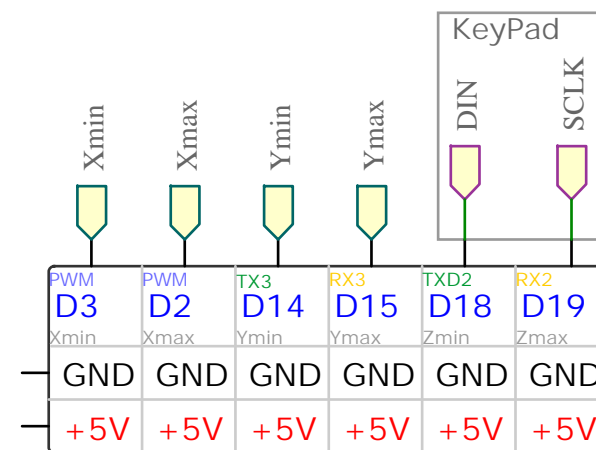 KeyPad
Xmin
Xmax
Ymin
Ymax
DIN
SCLK
PWM PWM TX3 RX3 TXD2 RX2
D3 D2 D14 D15 D18 D19
Xmin Xmax Ymin Ymax Zmin Zmax
GND GND GND GND GND GND
+5V +5V +5V +5V +5V +5V